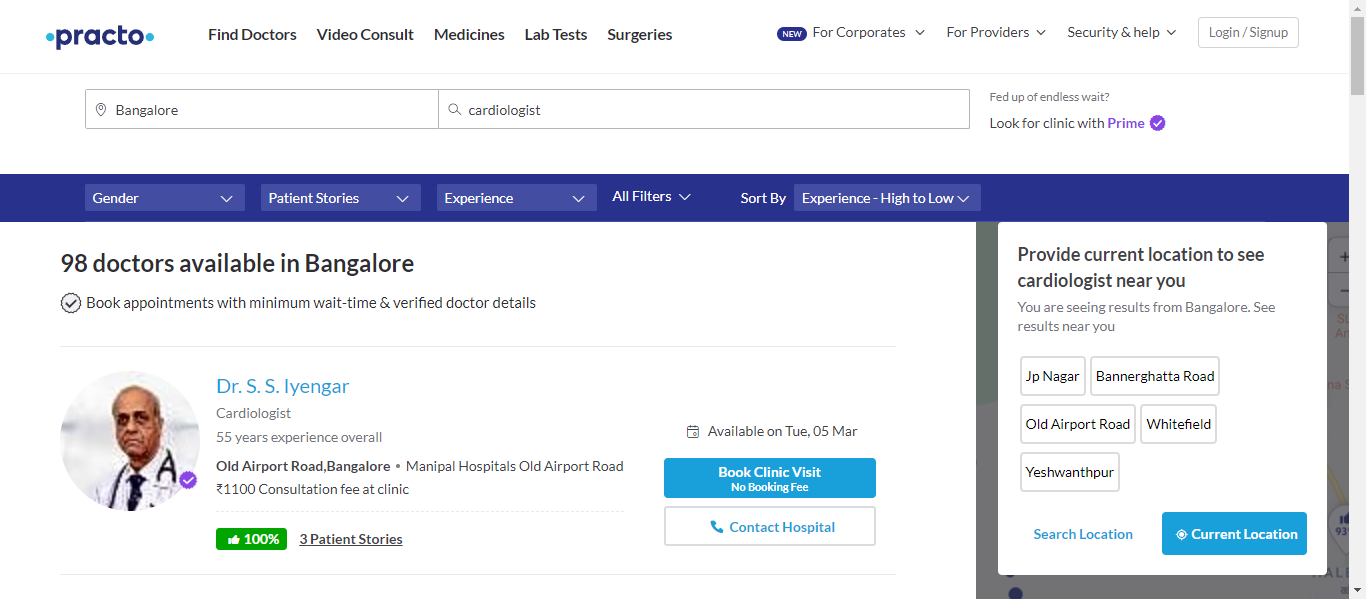 practo
Find Doctors
Video Consult
Medicines
Lab Tests
Surgeries
NEW For Corporates
For Providers
Security & help
Login / Signup
Bangalore
cardiologist
Fed up of endless wait?
Look for clinic with Prime
Gender
Patient Stories
Experience
All Filters
Sort By Experience - High to Low
98 doctors available in Bangalore
Book appointments with minimum wait-time & verified doctor details
Dr. S. S. Iyengar
Cardiologist
55 years experience overall
Old Airport Road,Bangalore • Manipal Hospitals Old Airport Road
₹1100 Consultation fee at clinic
100%
3 Patient Stories
Available on Tue, 05 Mar
Book Clinic Visit
No Booking Fee
Contact Hospital
Provide current location to see
cardiologist near you
You are seeing results from Bangalore. See
results near you
Jp Nagar
Bannerghatta Road
Old Airport Road
Whitefield
Yeshwanthpur
Search Location
Current Location